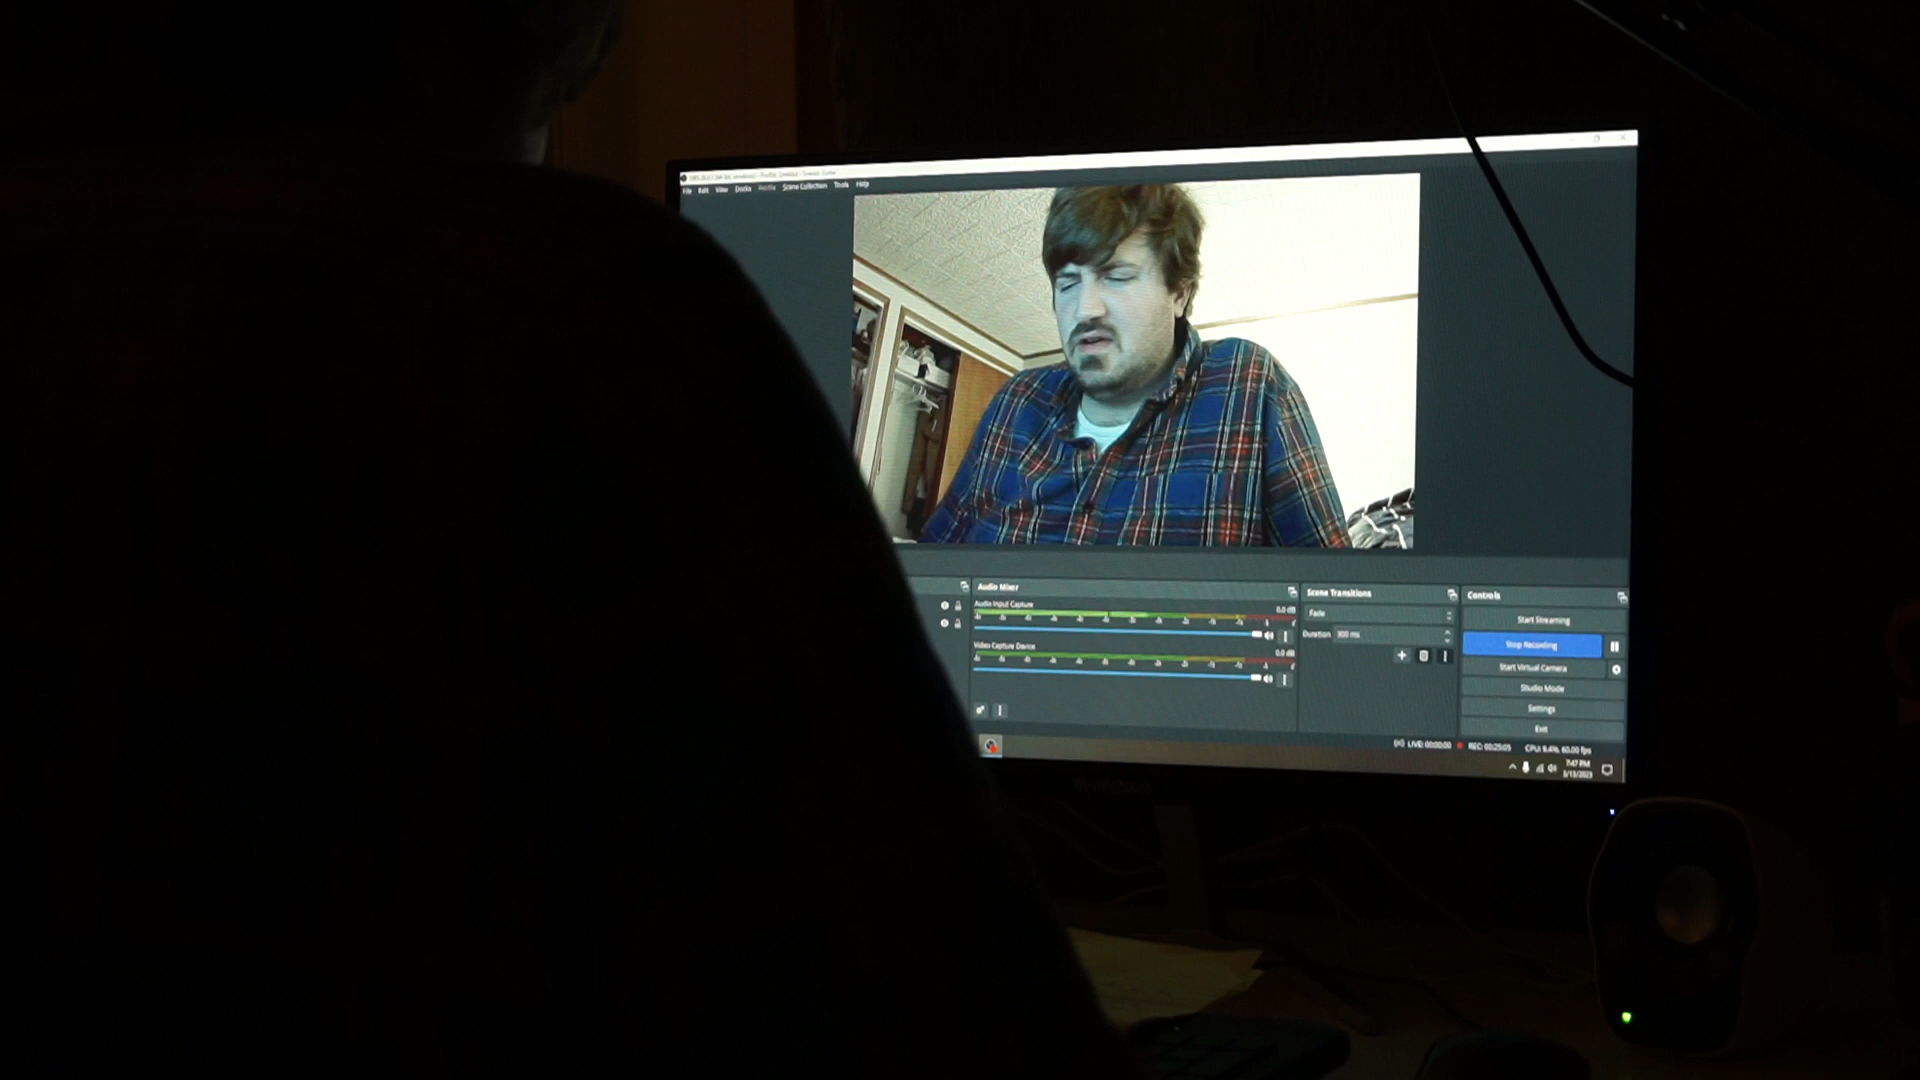 File Edit View Docks Profile Scene Collection Tools Help
Audio Mixer
Audio Input Capture 0.0 dB
Video Capture Device 0.0 dB
Scene Transitions
Fade
Duration 300 ms
Controls
Start Streaming
Stop Recording
Start Virtual Camera
Studio Mode
Settings
Exit
LIVE: 00:00:00 REC: 00:25:03 CPU: 9.4%, 60.00 fps
7:47 PM
3/13/2023